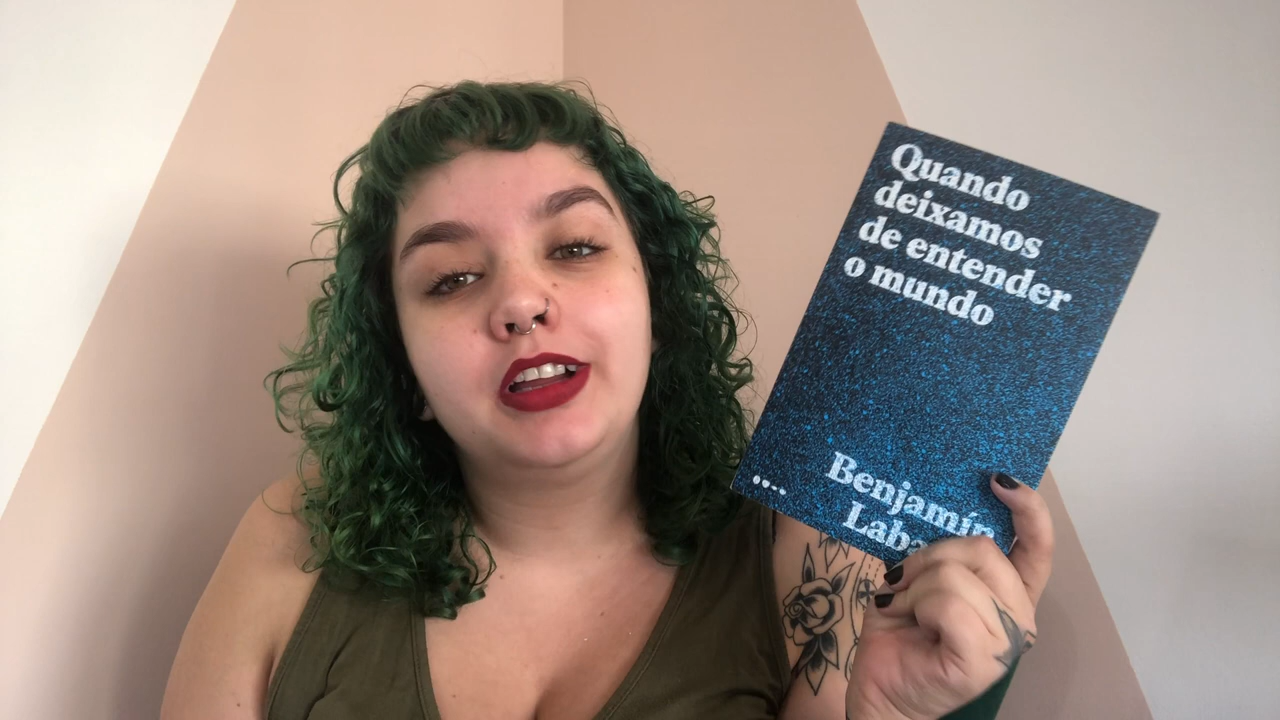 Quando
deixamos
de entender
o mundo
Benjamín